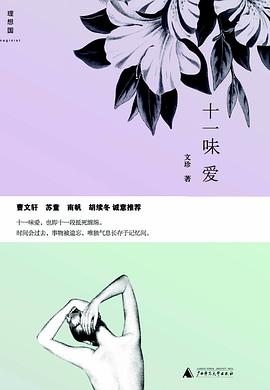 理想国
imaginist
十一味爱
文珍 著
曹文轩 苏童 南帆 胡续冬 诚意推荐
十一味爱，也即十一段抵死缠绵。
时间会过去，事物被遗忘，唯独气息长存于记忆间。
广西师范大学出版社